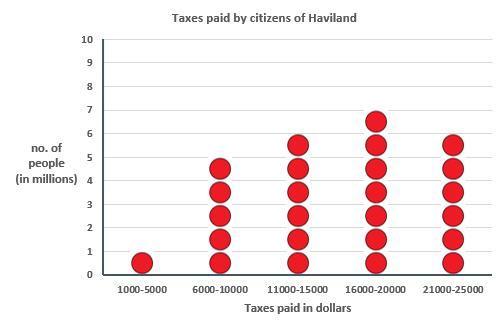 Taxes paid by citizens of Haviland
10
9
8
7
6
5
4
3
2
1
0
no. of
people
(in millions)
1000-5000 6000-10000 11000-15000 16000-20000 21000-25000
Taxes paid in dollars